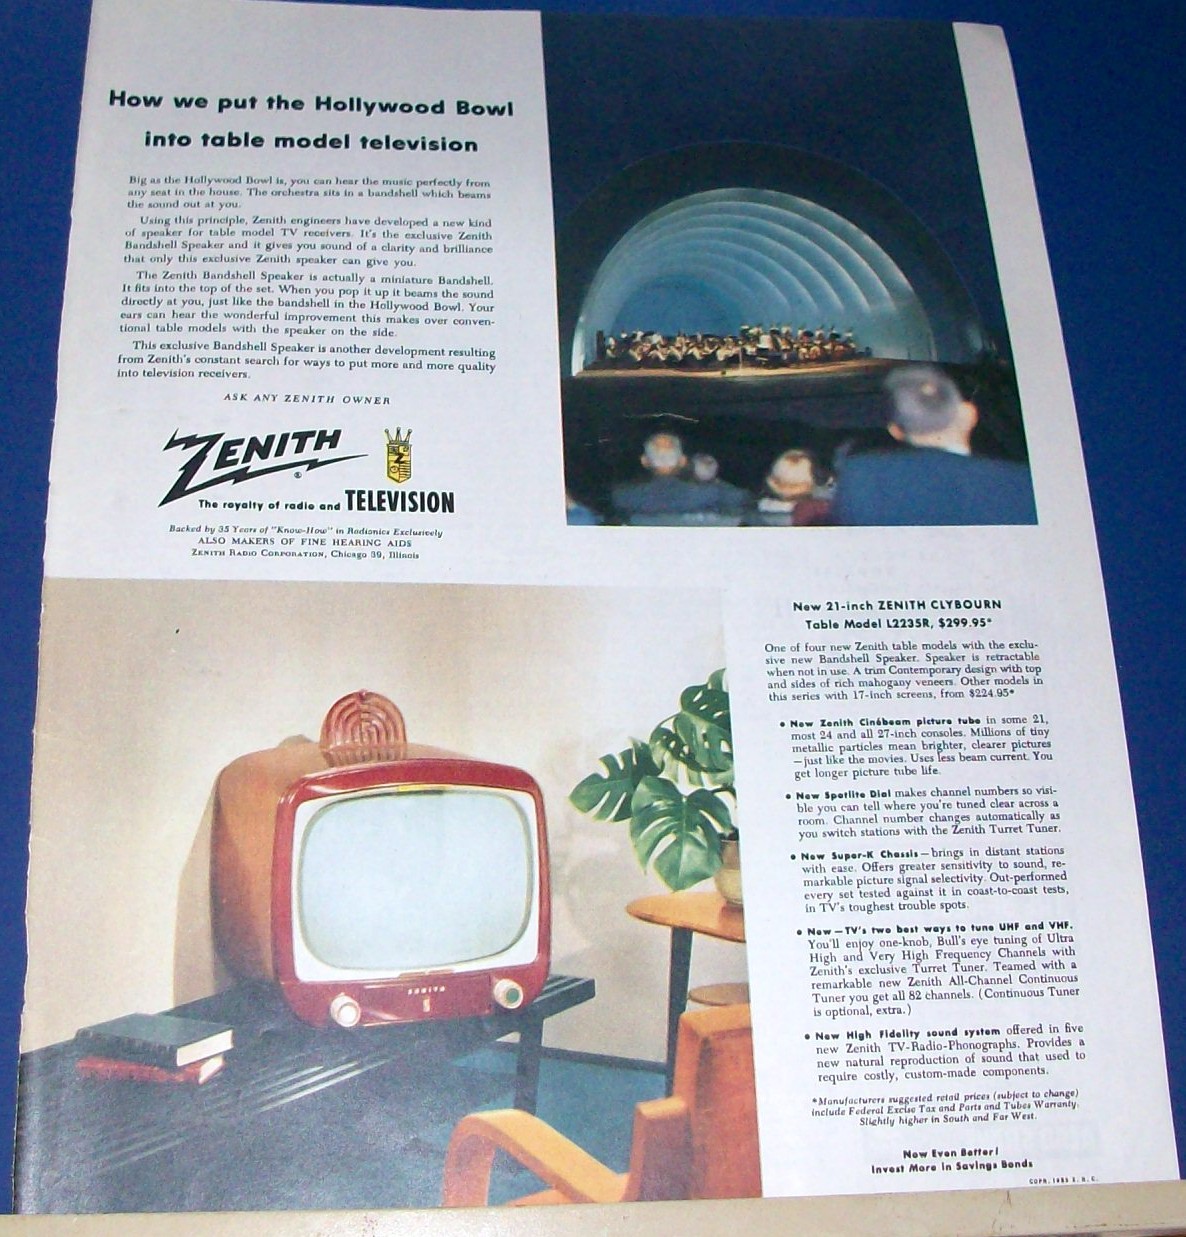 How we put the Hollywood Bowl
into table model television
Big as the Hollywood Bowl is, you can hear the music perfectly from
any seat in the house. The orchestra sits in a bandshell which beams
the sound out at you.
Using this principle, Zenith engineers have developed a new kind
of speaker for table model TV receivers. It's the exclusive Zenith
Bandshell Speaker and it gives you sound of a clarity and brilliance
that only this exclusive Zenith speaker can give you.
The Zenith Bandshell Speaker is actually a miniature Bandshell.
It fits into the top of the set. When you pop it up it beams the sound
directly at you, just like the bandshell in the Hollywood Bowl. Your
ears can hear the wonderful improvement this makes over conven-
tional table models with the speaker on the side.
This exclusive Bandshell Speaker is another development resulting
from Zenith's constant search for ways to put more and more quality
into television receivers.
ASK ANY ZENITH OWNER
ZENITH ®
The royalty of radio and TELEVISION
Backed by 35 Years of "Know-How" in Radionics Exclusively
ALSO MAKERS OF FINE HEARING AIDS
ZENITH RADIO CORPORATION, Chicago 39, Illinois
ZENITH
New 21-inch ZENITH CLYBOURN
Table Model L2235R, $299.95*
One of four new Zenith table models with the exclu-
sive new Bandshell Speaker. Speaker is retractable
when not in use. A trim Contemporary design with top
and sides of rich mahogany veneers. Other models in
this series with 17-inch screens, from $224.95*
• New Zenith Cinébeam picture tube in some 21,
most 24 and all 27-inch consoles. Millions of tiny
metallic particles mean brighter, clearer pictures
—just like the movies. Uses less beam current. You
get longer picture tube life.
• New Spotlite Dial makes channel numbers so visi-
ble you can tell where you're tuned clear across a
room. Channel number changes automatically as
you switch stations with the Zenith Turret Tuner.
• New Super-K Chassis—brings in distant stations
with ease. Offers greater sensitivity to sound, re-
markable picture signal selectivity. Out-performed
every set tested against it in coast-to-coast tests,
in TV's toughest trouble spots.
• New—TV's two best ways to tune UHF and VHF.
You'll enjoy one-knob, Bull's eye tuning of Ultra
High and Very High Frequency Channels with
Zenith's exclusive Turret Tuner. Teamed with a
remarkable new Zenith All-Channel Continuous
Tuner you get all 82 channels. (Continuous Tuner
is optional, extra.)
• New High Fidelity sound system offered in five
new Zenith TV-Radio-Phonographs. Provides a
new natural reproduction of sound that used to
require costly, custom-made components.
*Manufacturers suggested retail prices (subject to change)
include Federal Excise Tax and Parts and Tubes Warranty.
Slightly higher in South and Far West.
Now Even Better!
Invest More in Savings Bonds
COPR. 1953 Z. R. C.